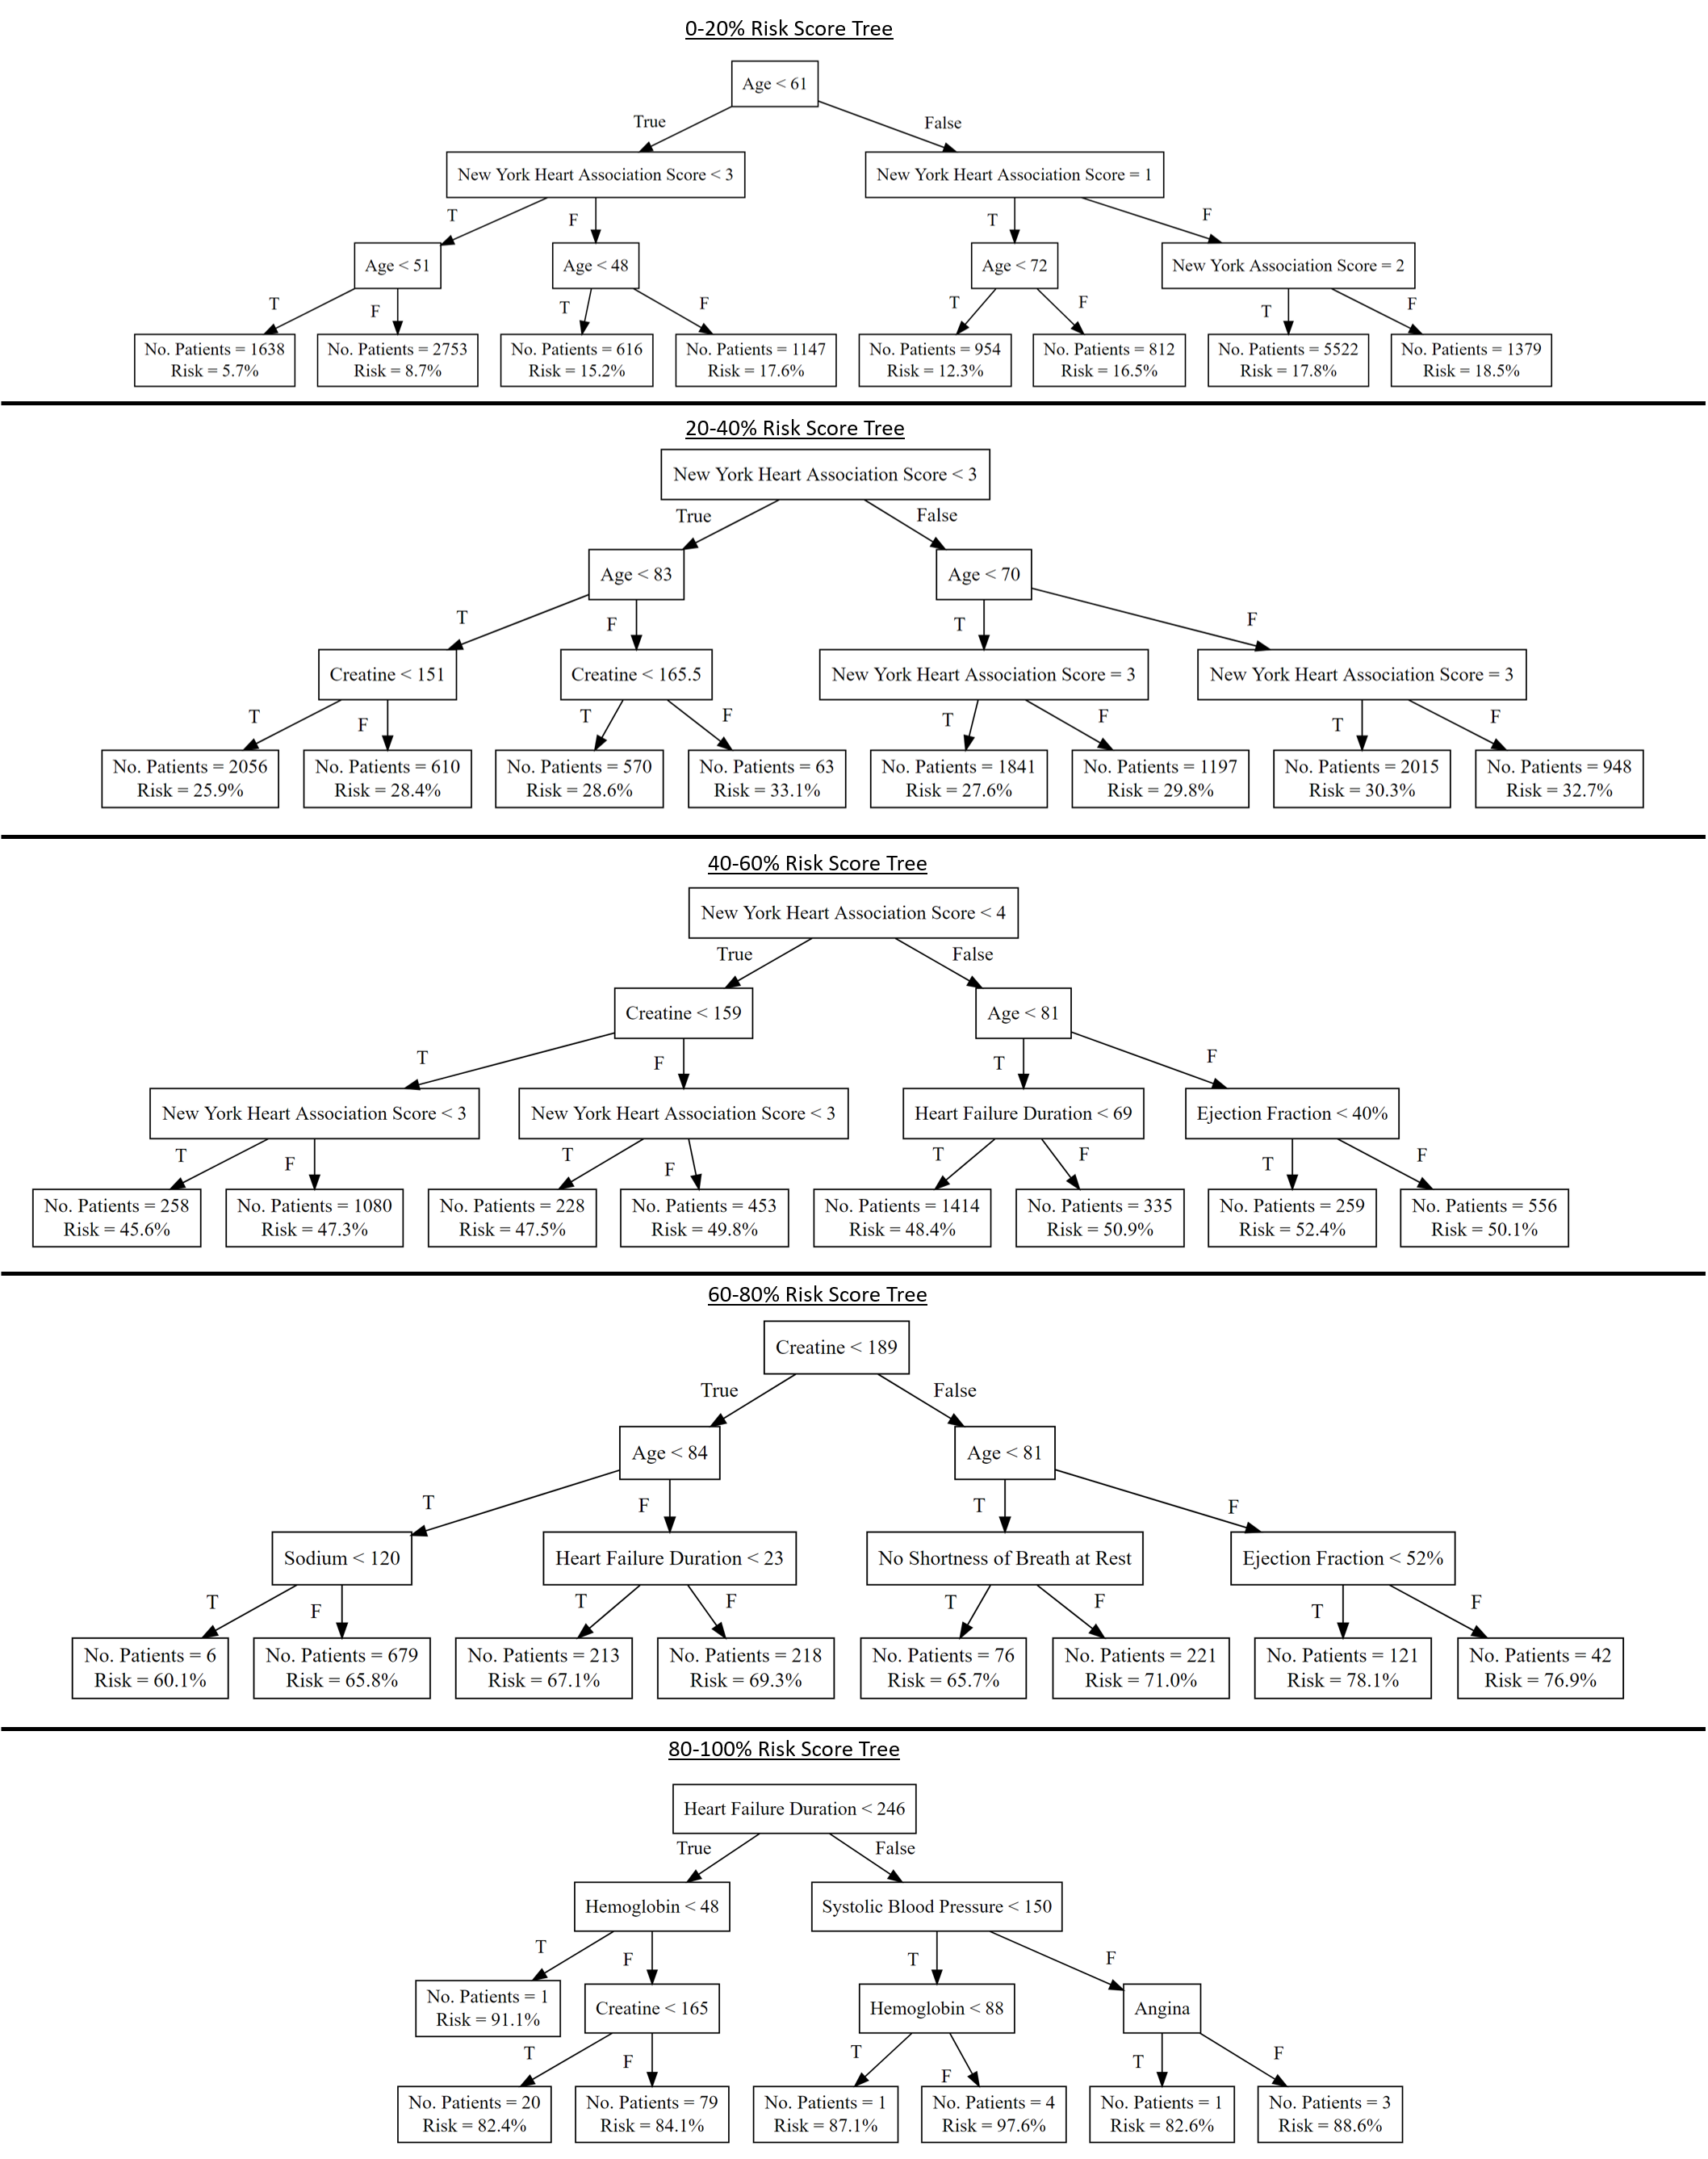 0-20% Risk Score Tree
Age < 61
True
False
New York Heart Association Score < 3
New York Heart Association Score = 1
T
F
T
F
Age < 51
Age < 48
Age < 72
New York Association Score = 2
T
F
T
F
T
F
T
F
No. Patients = 1638
Risk = 5.7%
No. Patients = 2753
Risk = 8.7%
No. Patients = 616
Risk = 15.2%
No. Patients = 1147
Risk = 17.6%
No. Patients = 954
Risk = 12.3%
No. Patients = 812
Risk = 16.5%
No. Patients = 5522
Risk = 17.8%
No. Patients = 1379
Risk = 18.5%
20-40% Risk Score Tree
New York Heart Association Score < 3
True
False
Age < 83
Age < 70
T
F
T
F
Creatine < 151
Creatine < 165.5
New York Heart Association Score = 3
New York Heart Association Score = 3
T
F
T
F
T
F
T
F
No. Patients = 2056
Risk = 25.9%
No. Patients = 610
Risk = 28.4%
No. Patients = 570
Risk = 28.6%
No. Patients = 63
Risk = 33.1%
No. Patients = 1841
Risk = 27.6%
No. Patients = 1197
Risk = 29.8%
No. Patients = 2015
Risk = 30.3%
No. Patients = 948
Risk = 32.7%
40-60% Risk Score Tree
New York Heart Association Score < 4
True
False
Creatine < 159
Age < 81
T
F
T
F
New York Heart Association Score < 3
New York Heart Association Score < 3
Heart Failure Duration < 69
Ejection Fraction < 40%
T
F
T
F
T
F
T
F
No. Patients = 258
Risk = 45.6%
No. Patients = 1080
Risk = 47.3%
No. Patients = 228
Risk = 47.5%
No. Patients = 453
Risk = 49.8%
No. Patients = 1414
Risk = 48.4%
No. Patients = 335
Risk = 50.9%
No. Patients = 259
Risk = 52.4%
No. Patients = 556
Risk = 50.1%
60-80% Risk Score Tree
Creatine < 189
True
False
Age < 84
Age < 81
T
F
T
F
Sodium < 120
Heart Failure Duration < 23
No Shortness of Breath at Rest
Ejection Fraction < 52%
T
F
T
F
T
F
T
F
No. Patients = 6
Risk = 60.1%
No. Patients = 679
Risk = 65.8%
No. Patients = 213
Risk = 67.1%
No. Patients = 218
Risk = 69.3%
No. Patients = 76
Risk = 65.7%
No. Patients = 221
Risk = 71.0%
No. Patients = 121
Risk = 78.1%
No. Patients = 42
Risk = 76.9%
80-100% Risk Score Tree
Heart Failure Duration < 246
True
False
Hemoglobin < 48
Systolic Blood Pressure < 150
T
F
T
F
No. Patients = 1
Risk = 91.1%
Creatine < 165
Hemoglobin < 88
Angina
T
F
T
F
T
F
No. Patients = 20
Risk = 82.4%
No. Patients = 79
Risk = 84.1%
No. Patients = 1
Risk = 87.1%
No. Patients = 4
Risk = 97.6%
No. Patients = 1
Risk = 82.6%
No. Patients = 3
Risk = 88.6%